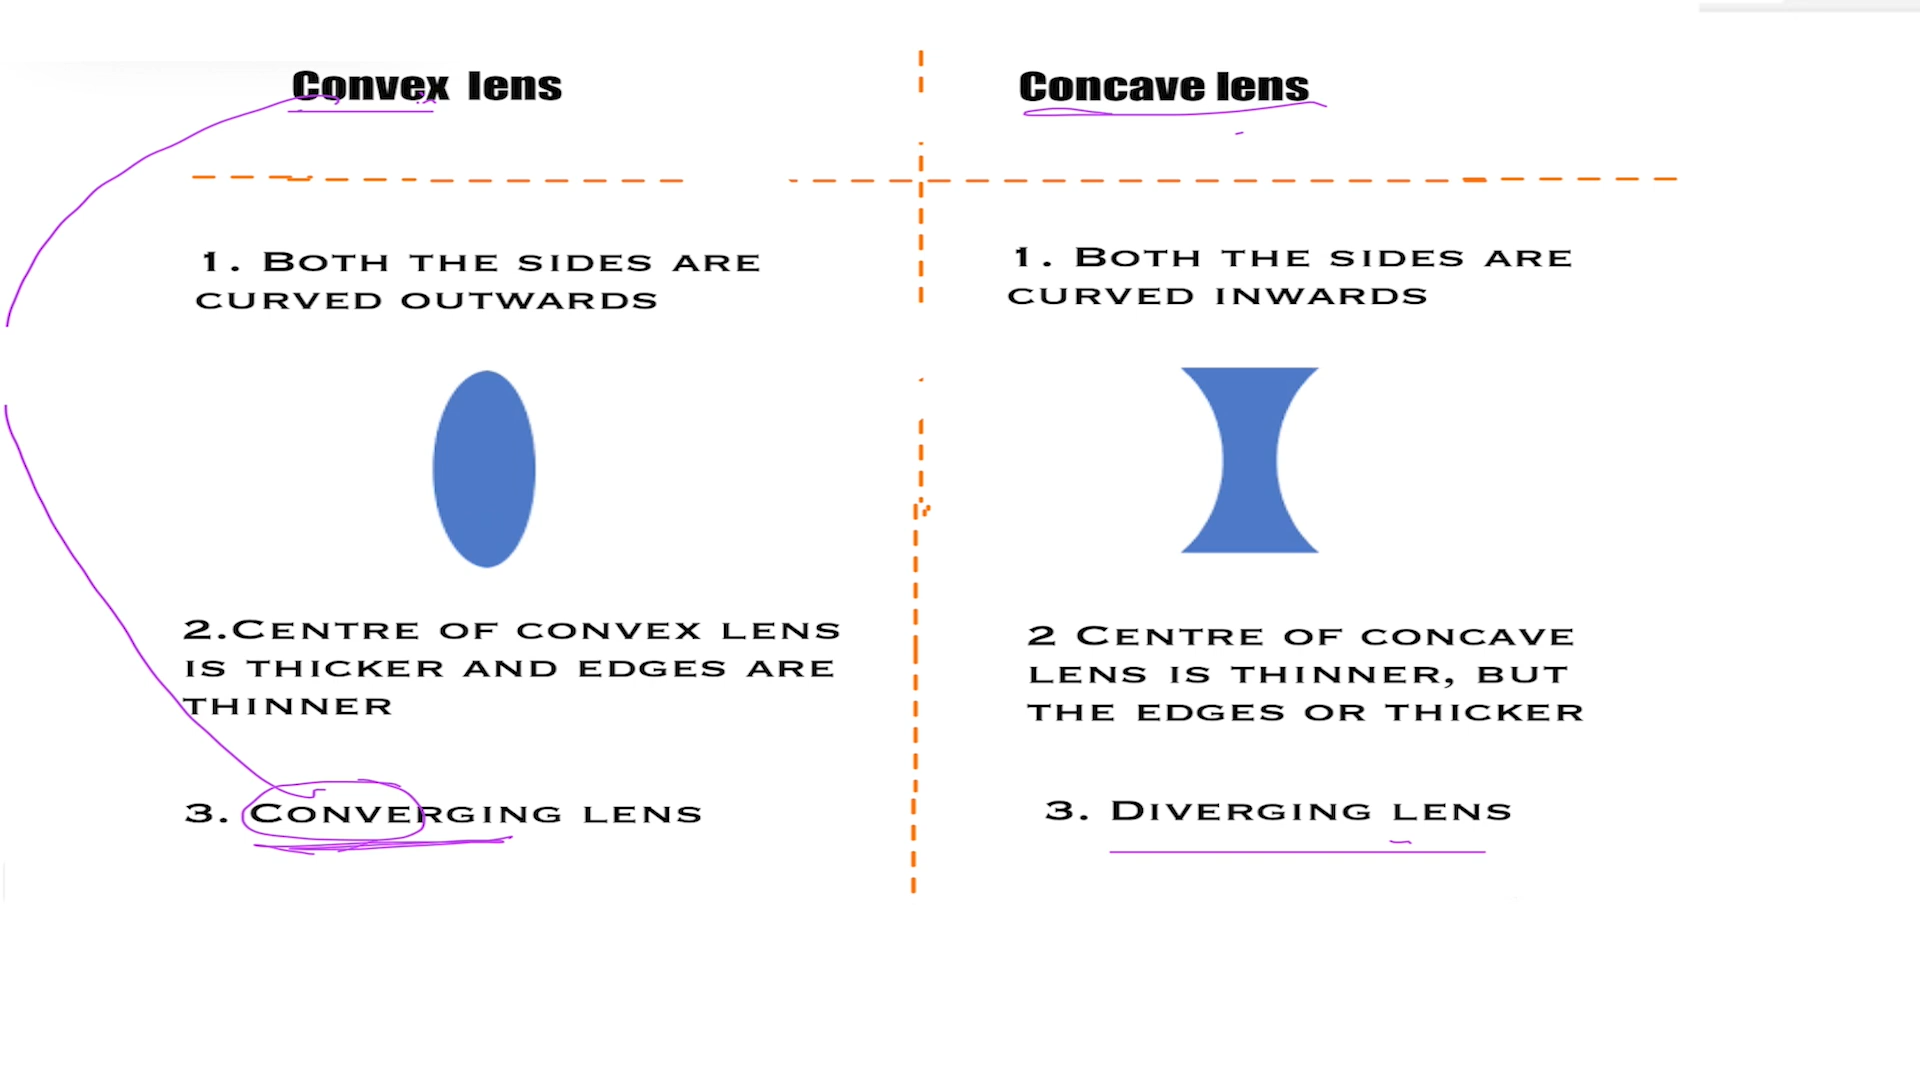 Convex lens
1. Both the sides are
curved outwards
2.Centre of convex lens
is thicker and edges are
thinner
3. Converging lens
Concave lens
1. Both the sides are
curved inwards
2 Centre of concave
lens is thinner, but
the edges or thicker
3. Diverging lens